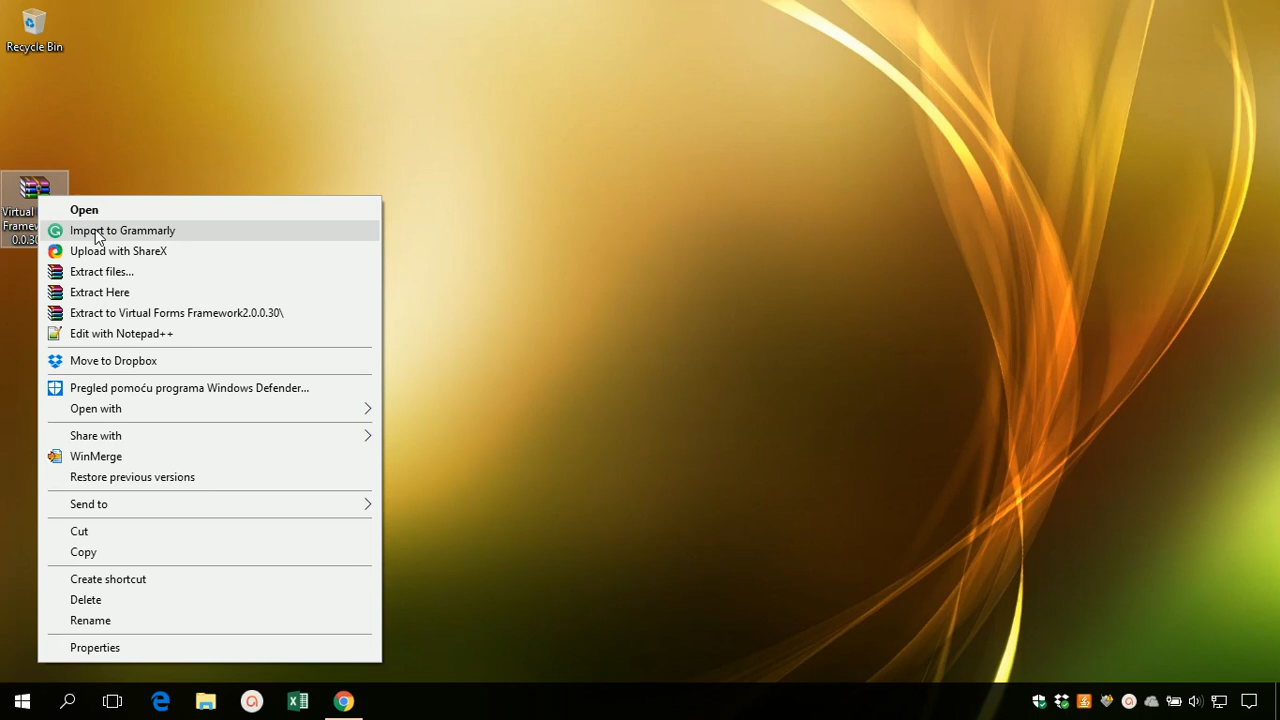 Recycle Bin
Virtual
Framew
0.0.30
Open
Import to Grammarly
Upload with ShareX
Extract files...
Extract Here
Extract to Virtual Forms Framework2.0.0.30\
Edit with Notepad++
Move to Dropbox
Pregled pomoću programa Windows Defender...
Open with
Share with
WinMerge
Restore previous versions
Send to
Cut
Copy
Create shortcut
Delete
Rename
Properties